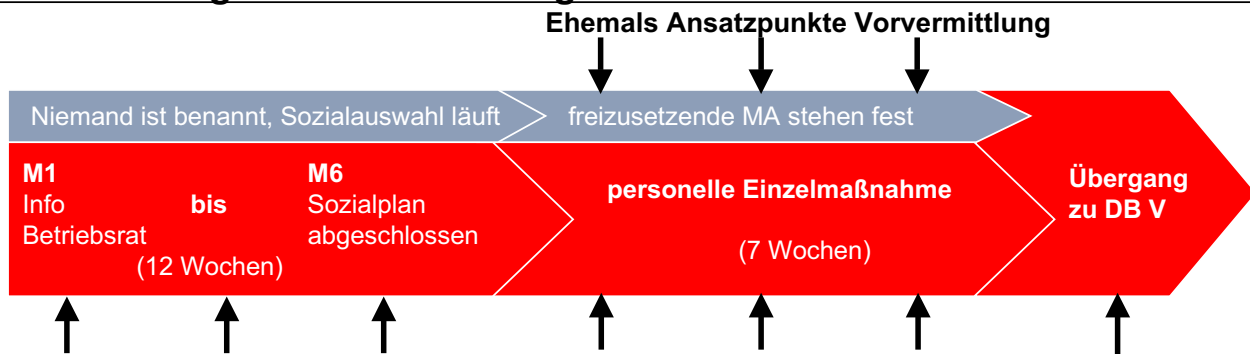 Ehemals Ansatzpunkte Vorvermittlung
Niemand ist benannt, Sozialauswahl läuft
freizusetzende MA stehen fest
M1
Info
Betriebsrat
bis
(12 Wochen)
M6
Sozialplan
abgeschlossen
personelle Einzelmaßnahme
(7 Wochen)
Übergang
zu DB V